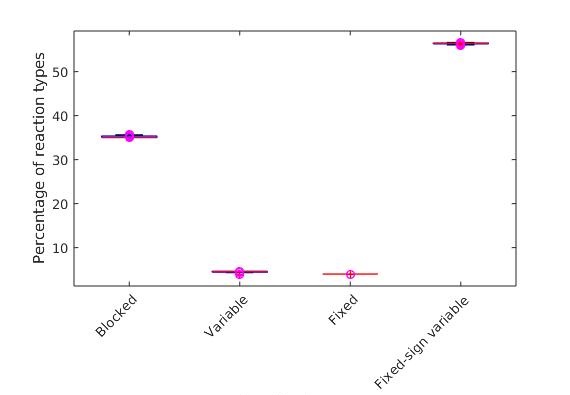 Percentage of reaction types
50
40
30
20
10
Blocked
Variable
Fixed
Fixed-sign variable